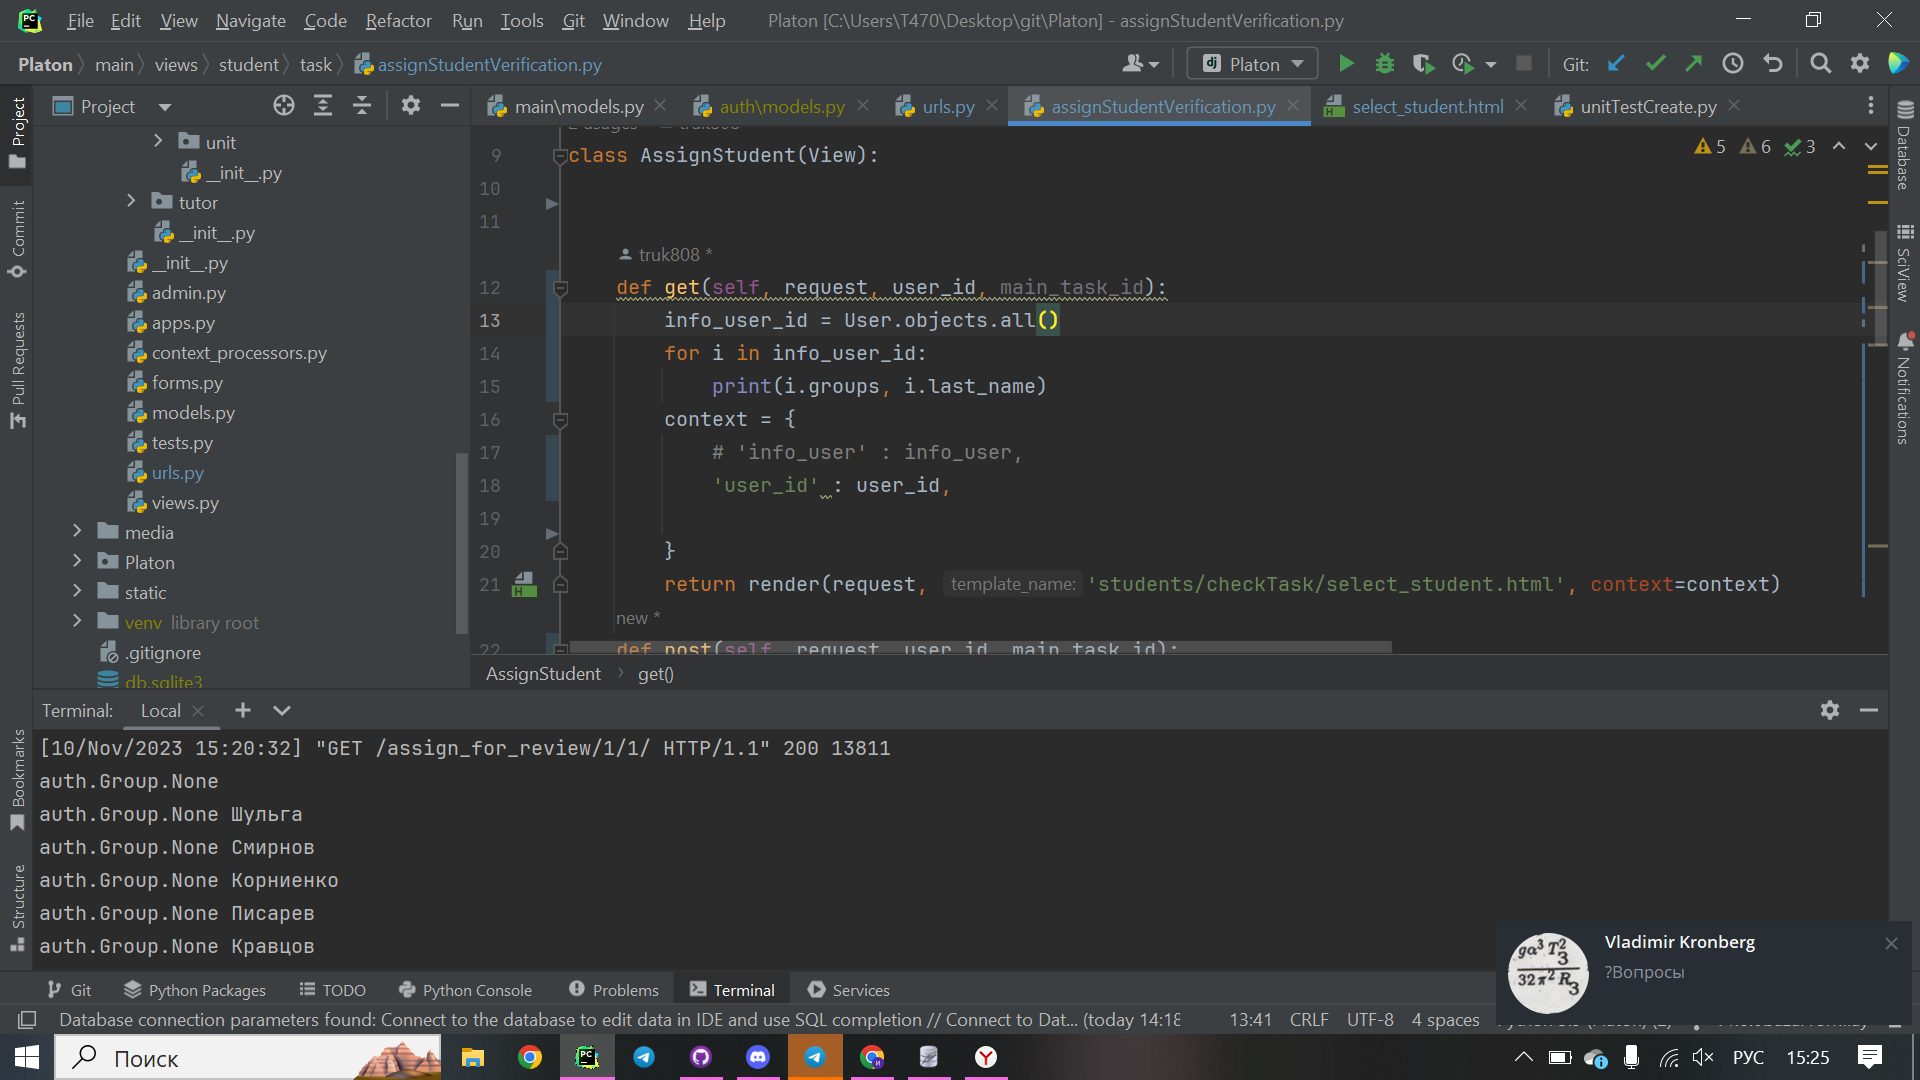 File Edit View Navigate Code Refactor Run Tools Git Window Help Platon [C:\Users\T470\Desktop\git\Platon] - assignStudentVerification.py
Platon main views student task assignStudentVerification.py
Platon
Git:
Project
main\models.py auth\models.py urls.py assignStudentVerification.py select_student.html unitTestCreate.py
Project
Commit
Pull Requests
Bookmarks
Structure
Database
SciView
Notifications
unit
__init__.py
tutor
__init__.py
__init__.py
admin.py
apps.py
context_processors.py
forms.py
models.py
tests.py
urls.py
views.py
media
Platon
static
venv library root
.gitignore
db.sqlite3
5 6 3
9 class AssignStudent(View):
10
11
truk808 *
12 def get(self, request, user_id, main_task_id):
13 info_user_id = User.objects.all()
14 for i in info_user_id:
15 print(i.groups, i.last_name)
16 context = {
17 # 'info_user' : info_user,
18 'user_id' : user_id,
19
20 }
21 return render(request, template_name: 'students/checkTask/select_student.html', context=context)
new *
22 def post(self, request, user_id, main_task_id):
AssignStudent get()
Terminal: Local
[10/Nov/2023 15:20:32] "GET /assign_for_review/1/1/ HTTP/1.1" 200 13811
auth.Group.None
auth.Group.None Шульга
auth.Group.None Смирнов
auth.Group.None Корниенко
auth.Group.None Писарев
auth.Group.None Кравцов
Vladimir Kronberg
?Вопросы
Git Python Packages TODO Python Console Problems Terminal Services
Database connection parameters found: Connect to the database to edit data in IDE and use SQL completion // Connect to Dat... (today 14:18 13:41 CRLF UTF-8 4 spaces
Поиск
РУС 15:25